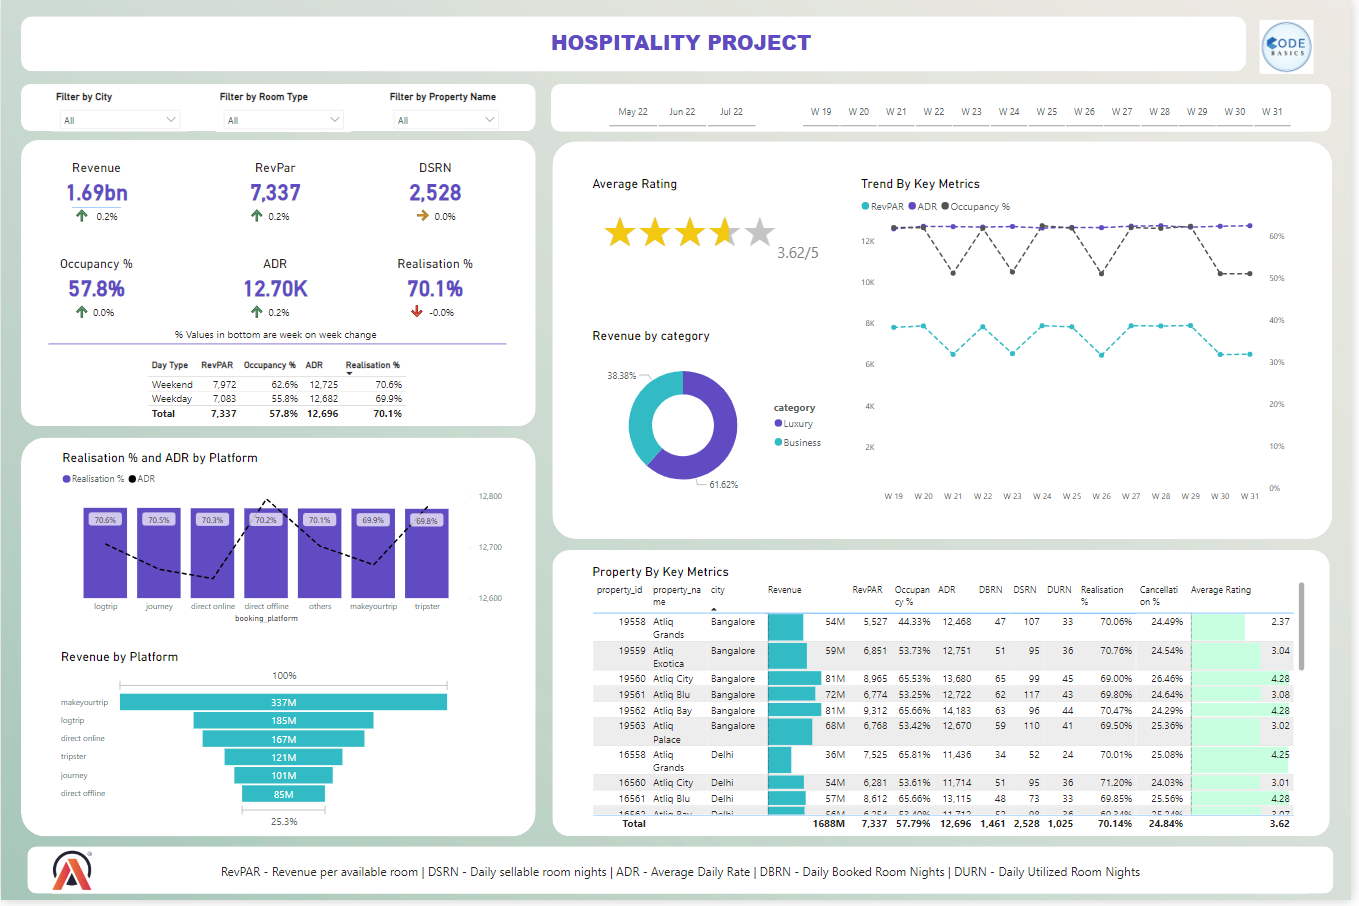 HOSPITALITY PROJECT
CODE
BASICS
Filter by City
Filter by Room Type
Filter by Property Name
All
All
All
May 22 Jun 22 Jul 22
W 19 W 20 W 21 W 22 W 23 W 24 W 25 W 26 W 27 W 28 W 29 W 30 W 31
Revenue
RevPar
DSRN
1.69bn
7,337
2,528
0.2%
0.2%
0.0%
Occupancy %
ADR
Realisation %
57.8%
12.70K
70.1%
0.0%
0.2%
-0.0%
% Values in bottom are week on week change
Day Type RevPAR Occupancy % ADR Realisation %
Weekend 7,972 62.6% 12,725 70.6%
Weekday 7,083 55.8% 12,682 69.9%
Total 7,337 57.8% 12,696 70.1%
Average Rating
3.62/5
Revenue by category
38.38%
61.62%
category
Luxury
Business
Trend By Key Metrics
RevPAR ADR Occupancy %
12K
10K
8K
6K
4K
2K
60%
50%
40%
30%
20%
10%
0%
W 19 W 20 W 21 W 22 W 23 W 24 W 25 W 26 W 27 W 28 W 29 W 30 W 31
Realisation % and ADR by Platform
Realisation % ADR
12,800
12,700
12,600
70.6% 70.5% 70.3% 70.2% 70.1% 69.9% 69.8%
logtrip journey direct online direct offline others makeyourtrip tripster
booking_platform
Revenue by Platform
100%
makeyourtrip 337M
logtrip 185M
direct online 167M
tripster 121M
journey 101M
direct offline 85M
25.3%
Property By Key Metrics
property_id property_na city Revenue RevPAR Occupan ADR DBRN DSRN DURN Realisation Cancellati Average Rating
me cy % % on %
19558 Atliq Bangalore 54M 5,527 44.33% 12,468 47 107 33 70.06% 24.49% 2.37
Grands
19559 Atliq Bangalore 59M 6,851 53.73% 12,751 51 95 36 70.76% 24.54% 3.04
Exotica
19560 Atliq City Bangalore 81M 8,965 65.53% 13,680 65 99 45 69.00% 26.46% 4.28
19561 Atliq Blu Bangalore 72M 6,774 53.25% 12,722 62 117 43 69.80% 24.64% 3.08
19562 Atliq Bay Bangalore 81M 9,312 65.66% 14,183 63 96 44 70.47% 24.29% 4.28
19563 Atliq Bangalore 68M 6,768 53.42% 12,670 59 110 41 69.50% 25.36% 3.02
Palace
16558 Atliq Delhi 36M 7,525 65.81% 11,436 34 52 24 70.01% 25.08% 4.25
Grands
16560 Atliq City Delhi 54M 6,281 53.61% 11,714 51 95 36 71.20% 24.03% 3.01
16561 Atliq Blu Delhi 57M 8,612 65.66% 13,115 48 73 33 69.85% 25.56% 4.28
16562 Atliq Bay Delhi
Total 1688M 7,337 57.79% 12,696 1,461 2,528 1,025 70.14% 24.84% 3.62
RevPAR - Revenue per available room | DSRN - Daily sellable room nights | ADR - Average Daily Rate | DBRN - Daily Booked Room Nights | DURN - Daily Utilized Room Nights